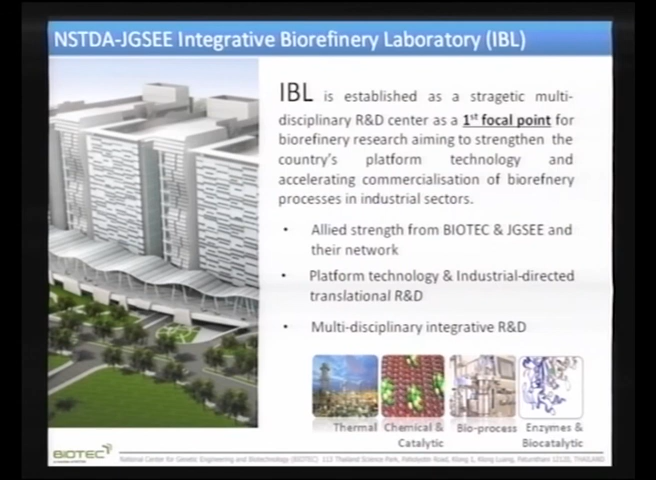 NSTDA-JGSEE Integrative Biorefinery Laboratory (IBL)
IBL is established as a stragetic multi-
disciplinary R&D center as a 1st focal point for
biorefinery research aiming to strengthen the
country's platform technology and
accelerating commercialisation of biorefnery
processes in industrial sectors.
• Allied strength from BIOTEC & JGSEE and
their network
• Platform technology & Industrial-directed
translational R&D
• Multi-disciplinary integrative R&D
Thermal Chemical & Bio-process Enzymes &
Catalytic Biocatalytic
BIOTEC
National Center for Genetic Engineering and Biotechnology (BIOTEC) 113 Thailand Science Park, Phaholyothin Road, Klong 1, Klong Luang, Pathumthani 12120, THAILAND